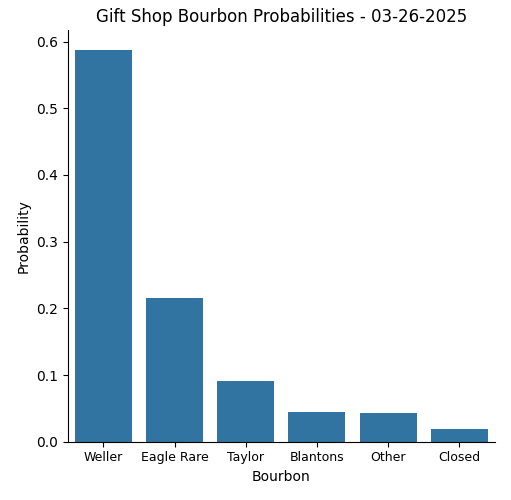 Gift Shop Bourbon Probabilities - 03-26-2025
0.6
0.5
0.4
0.3
0.2
0.1
0.0
Probability
Weller Eagle Rare Taylor Blantons Other Closed
Bourbon